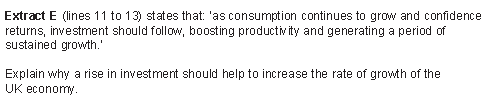 Extract E (lines 11 to 13) states that: 'as consumption continues to grow and confidence
returns, investment should follow, boosting productivity and generating a period of
sustained growth.'
Explain why a rise in investment should help to increase the rate of growth of the
UK economy.